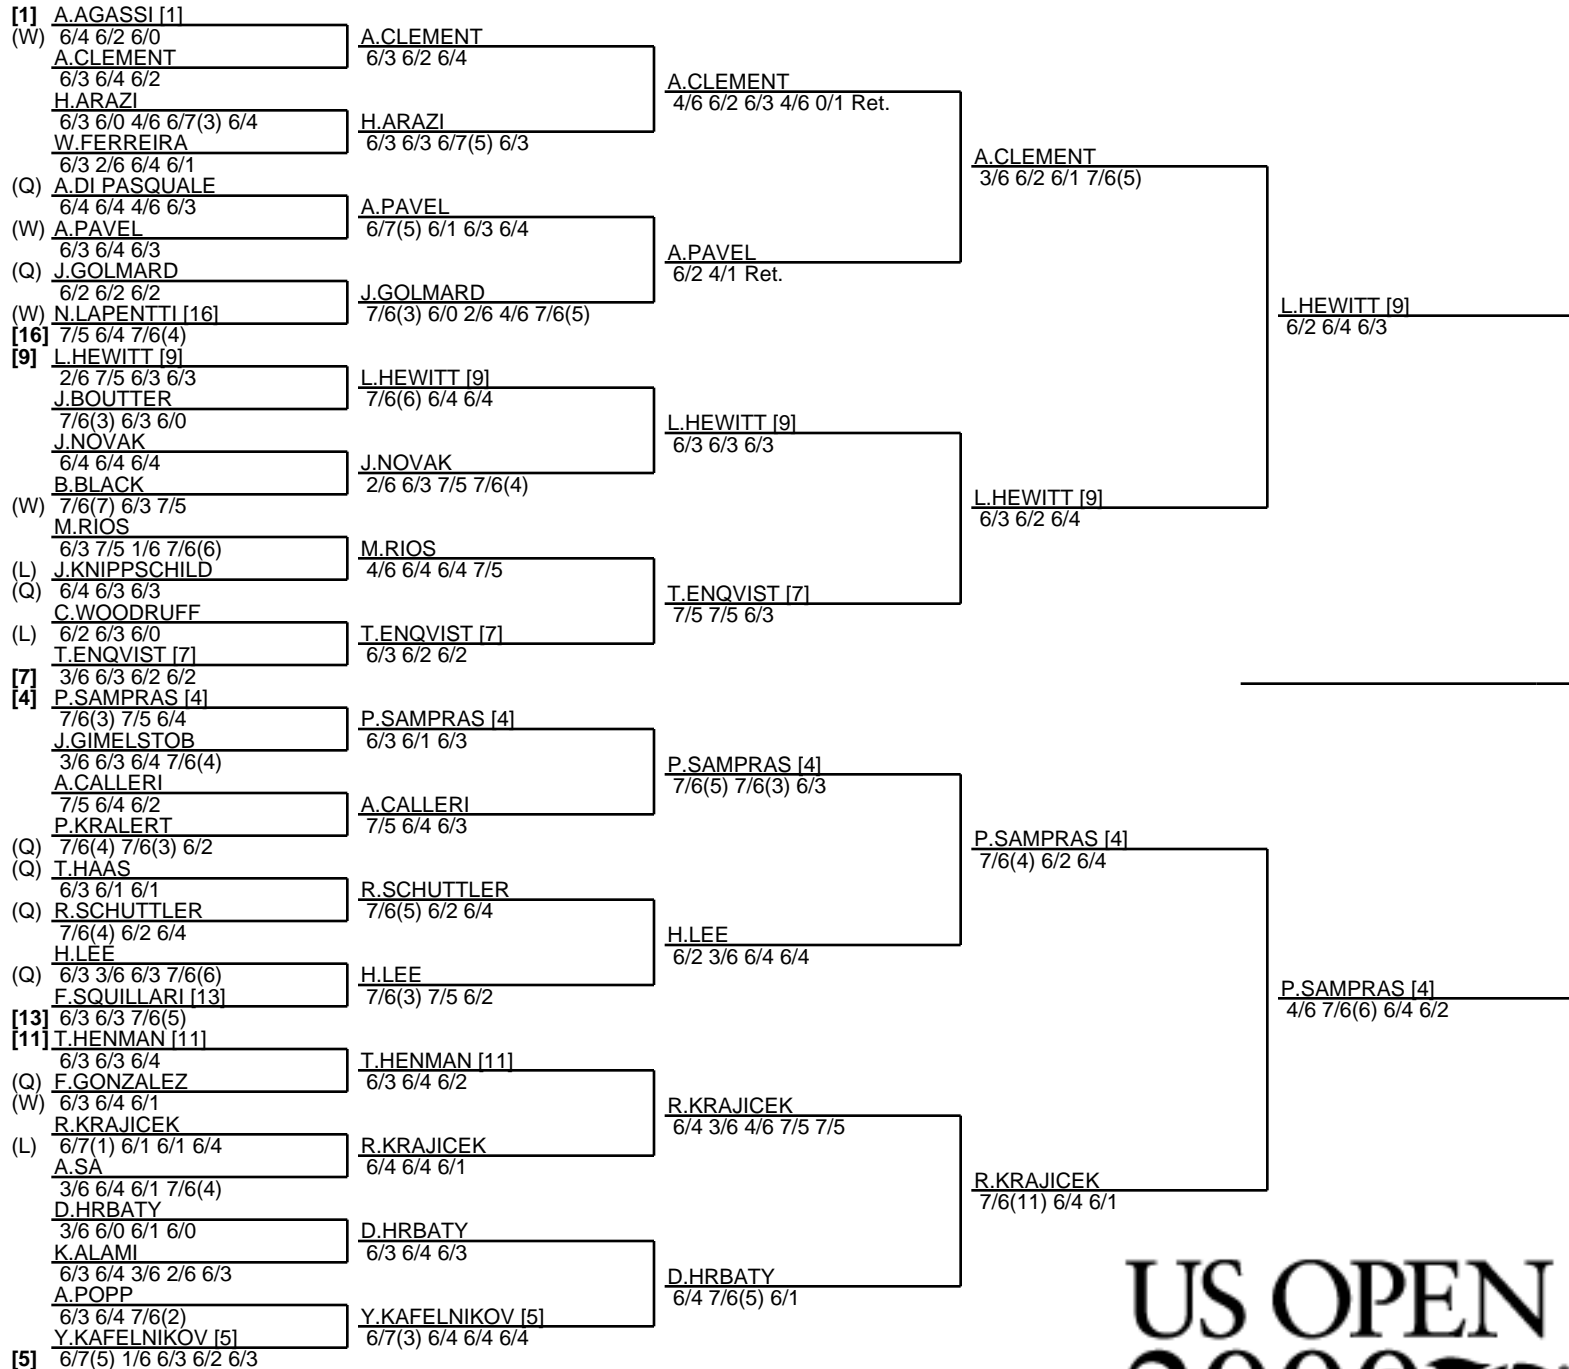 [1] A.AGASSI [1]
(W) 6/4 6/2 6/0
A.CLEMENT
6/3 6/4 6/2
H.ARAZI
6/3 6/0 4/6 6/7(3) 6/4
W.FERREIRA
6/3 2/6 6/4 6/1
(Q) A.DI PASQUALE
6/4 6/4 4/6 6/3
(W) A.PAVEL
6/3 6/4 6/3
(Q) J.GOLMARD
6/2 6/2 6/2
(W) N.LAPENTTI [16]
[16] 7/5 6/4 7/6(4)
[9] L.HEWITT [9]
2/6 7/5 6/3 6/3
J.BOUTTER
7/6(3) 6/3 6/0
J.NOVAK
6/4 6/4 6/4
B.BLACK
(W) 7/6(7) 6/3 7/5
M.RIOS
6/3 7/5 1/6 7/6(6)
(L) J.KNIPPSCHILD
(Q) 6/4 6/3 6/3
C.WOODRUFF
(L) 6/2 6/3 6/0
T.ENQVIST [7]
[7] 3/6 6/3 6/2 6/2
[4] P.SAMPRAS [4]
7/6(3) 7/5 6/4
J.GIMELSTOB
3/6 6/3 6/4 7/6(4)
A.CALLERI
7/5 6/4 6/2
P.KRALERT
(Q) 7/6(4) 7/6(3) 6/2
(Q) T.HAAS
6/3 6/1 6/1
(Q) R.SCHUTTLER
7/6(4) 6/2 6/4
H.LEE
(Q) 6/3 3/6 6/3 7/6(6)
F.SQUILLARI [13]
[13] 6/3 6/3 7/6(5)
[11] T.HENMAN [11]
6/3 6/3 6/4
(Q) F.GONZALEZ
(W) 6/3 6/4 6/1
R.KRAJICEK
(L) 6/7(1) 6/1 6/1 6/4
A.SA
3/6 6/4 6/1 7/6(4)
D.HRBATY
3/6 6/0 6/1 6/0
K.ALAMI
6/3 6/4 3/6 2/6 6/3
A.POPP
6/3 6/4 7/6(2)
Y.KAFELNIKOV [5]
[5] 6/7(5) 1/6 6/3 6/2 6/3
A.CLEMENT
6/3 6/2 6/4
H.ARAZI
6/3 6/3 6/7(5) 6/3
A.PAVEL
6/7(5) 6/1 6/3 6/4
J.GOLMARD
7/6(3) 6/0 2/6 4/6 7/6(5)
L.HEWITT [9]
7/6(6) 6/4 6/4
J.NOVAK
2/6 6/3 7/5 7/6(4)
M.RIOS
4/6 6/4 6/4 7/5
T.ENQVIST [7]
6/3 6/2 6/2
P.SAMPRAS [4]
6/3 6/1 6/3
A.CALLERI
7/5 6/4 6/3
R.SCHUTTLER
7/6(5) 6/2 6/4
H.LEE
7/6(3) 7/5 6/2
T.HENMAN [11]
6/3 6/4 6/2
R.KRAJICEK
6/4 6/4 6/1
D.HRBATY
6/3 6/4 6/3
Y.KAFELNIKOV [5]
6/7(3) 6/4 6/4 6/4
A.CLEMENT
4/6 6/2 6/3 4/6 0/1 Ret.
A.PAVEL
6/2 4/1 Ret.
L.HEWITT [9]
6/3 6/3 6/3
T.ENQVIST [7]
7/5 7/5 6/3
P.SAMPRAS [4]
7/6(5) 7/6(3) 6/3
H.LEE
6/2 3/6 6/4 6/4
R.KRAJICEK
6/4 3/6 4/6 7/5 7/5
D.HRBATY
6/4 7/6(5) 6/1
A.CLEMENT
3/6 6/2 6/1 7/6(5)
L.HEWITT [9]
6/3 6/2 6/4
P.SAMPRAS [4]
7/6(4) 6/2 6/4
R.KRAJICEK
7/6(11) 6/4 6/1
L.HEWITT [9]
6/2 6/4 6/3
P.SAMPRAS [4]
4/6 7/6(6) 6/4 6/2
US OPEN